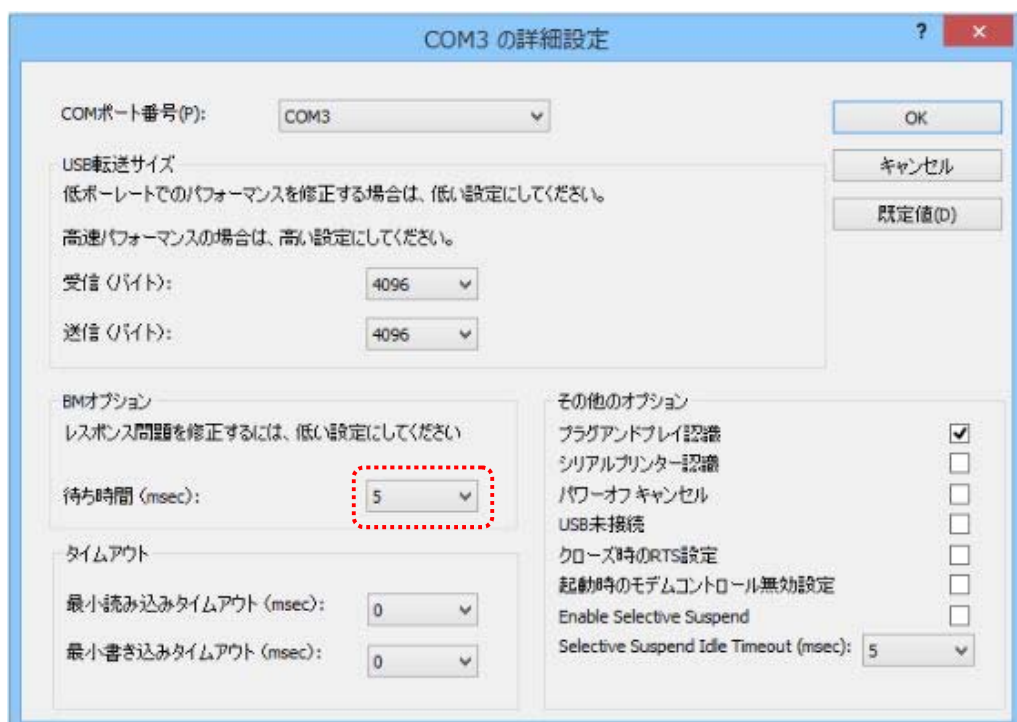 COM3 の詳細設定
?
×
COMポート番号(P):
COM3
OK
キャンセル
既定値(D)
USB転送サイズ
低ボーレートでのパフォーマンスを修正する場合は、低い設定にしてください。
高速パフォーマンスの場合は、高い設定にしてください。
受信 (バイト):
4096
送信 (バイト):
4096
BMオプション
レスポンス問題を修正するには、低い設定にしてください
待ち時間 (msec):
5
タイムアウト
最小読み込みタイムアウト (msec):
0
最小書き込みタイムアウト (msec):
0
その他のオプション
プラグアンドプレイ認識
シリアルプリンター認識
パワーオフ キャンセル
USB未接続
クローズ時のRTS設定
起動時のモデムコントロール無効設定
Enable Selective Suspend
Selective Suspend Idle Timeout (msec):
5